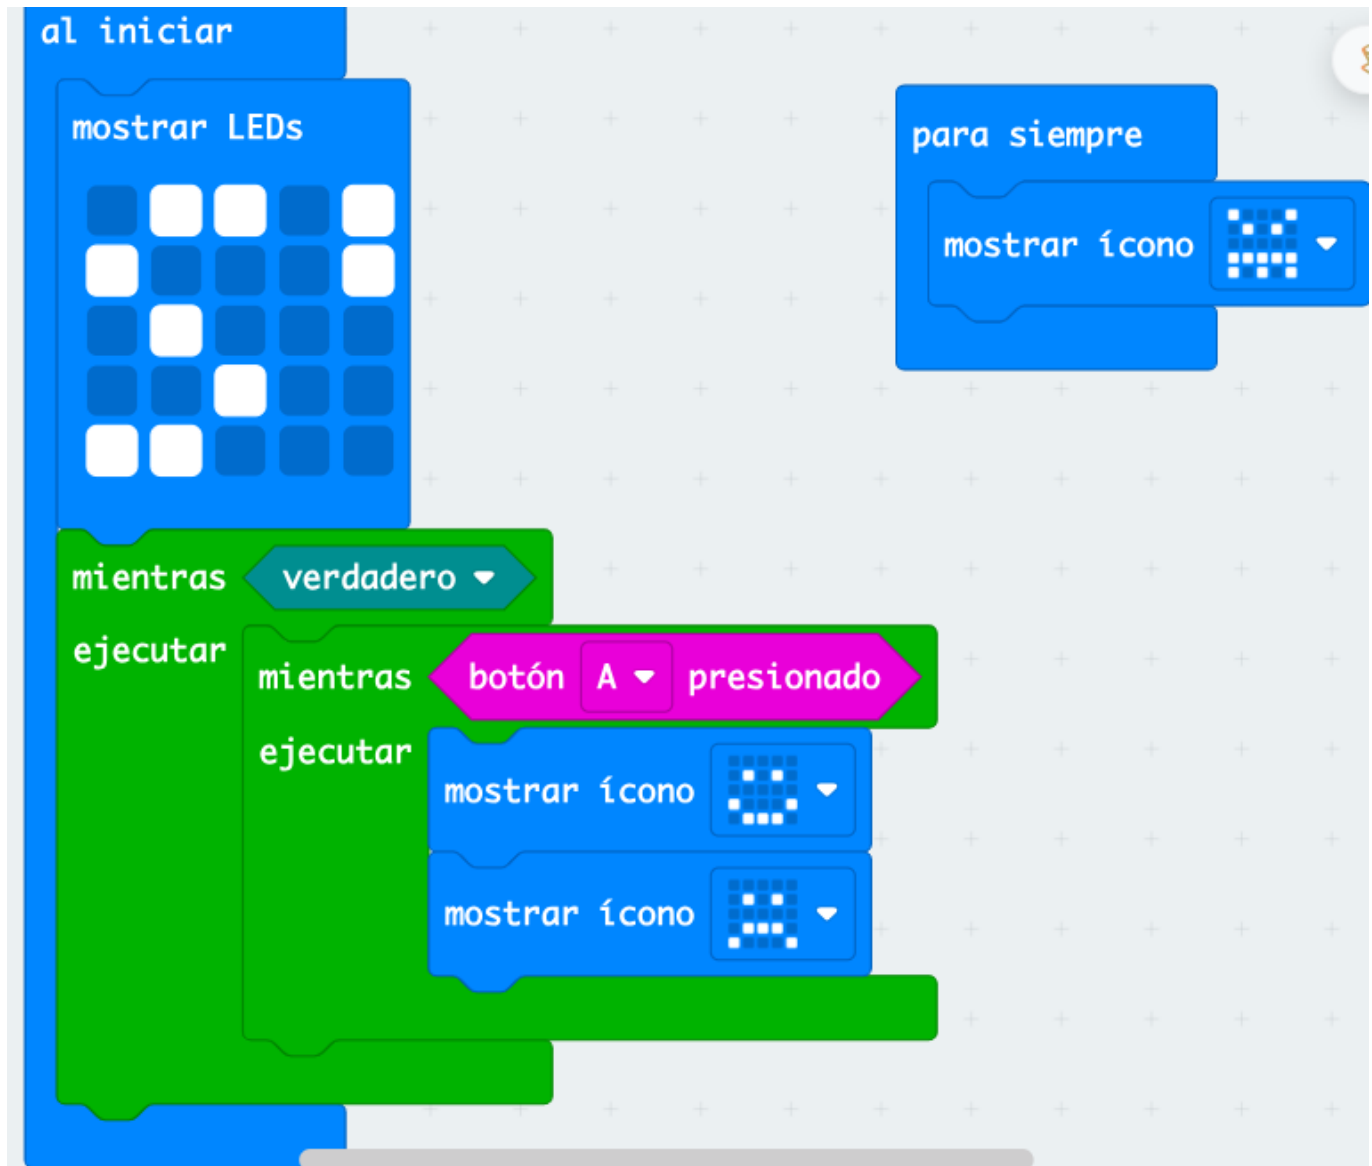 al iniciar
mostrar LEDs
para siempre
mostrar ícono
mientras verdadero
ejecutar
mientras botón A presionado
ejecutar
mostrar ícono
mostrar ícono